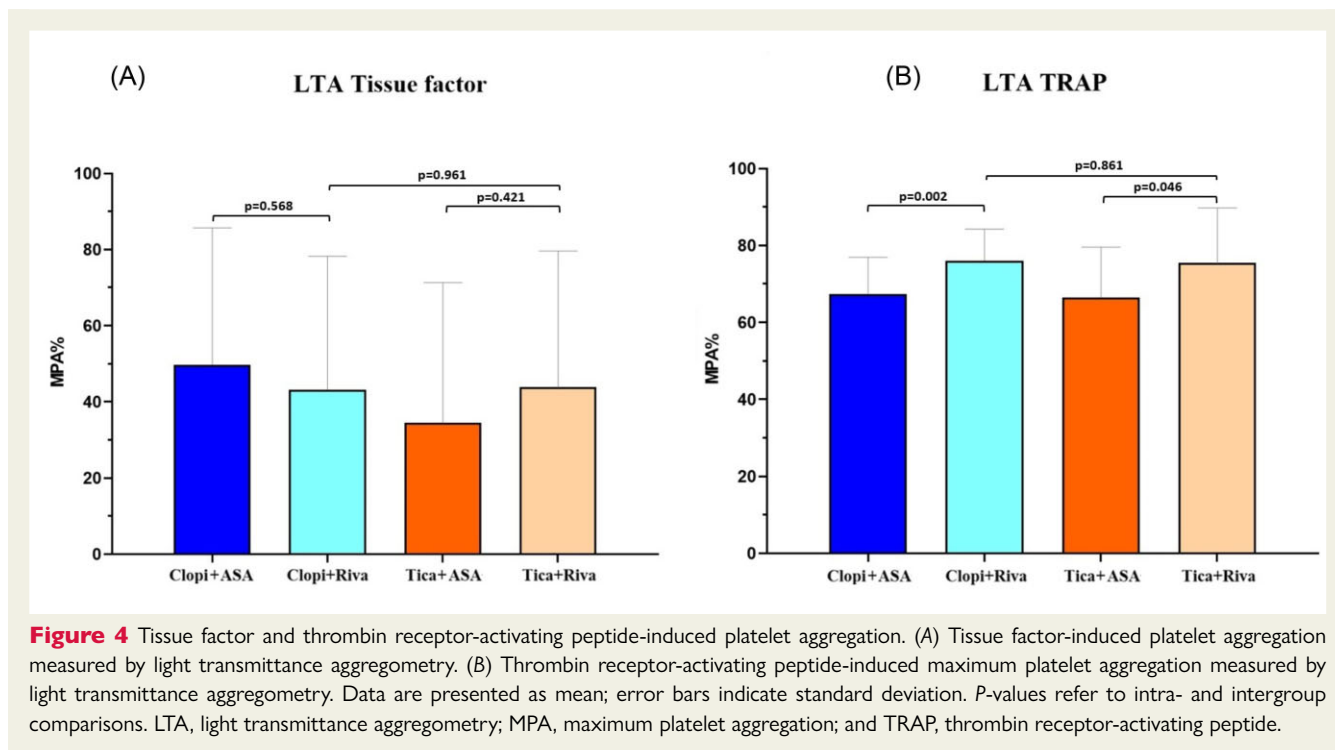 (A)
LTA Tissue factor
MPA%
100
80
60
40
20
0
p=0.961
p=0.568
p=0.421
Clopi+ASA
Clopi+Riva
Tica+ASA
Tica+Riva
(B)
LTA TRAP
MPA%
100
80
60
40
20
0
p=0.861
p=0.002
p=0.046
Clopi+ASA
Clopi+Riva
Tica+ASA
Tica+Riva
Figure 4 Tissue factor and thrombin receptor-activating peptide-induced platelet aggregation. (A) Tissue factor-induced platelet aggregation
measured by light transmittance aggregometry. (B) Thrombin receptor-activating peptide-induced maximum platelet aggregation measured by
light transmittance aggregometry. Data are presented as mean; error bars indicate standard deviation. P-values refer to intra- and intergroup
comparisons. LTA, light transmittance aggregometry; MPA, maximum platelet aggregation; and TRAP, thrombin receptor-activating peptide.